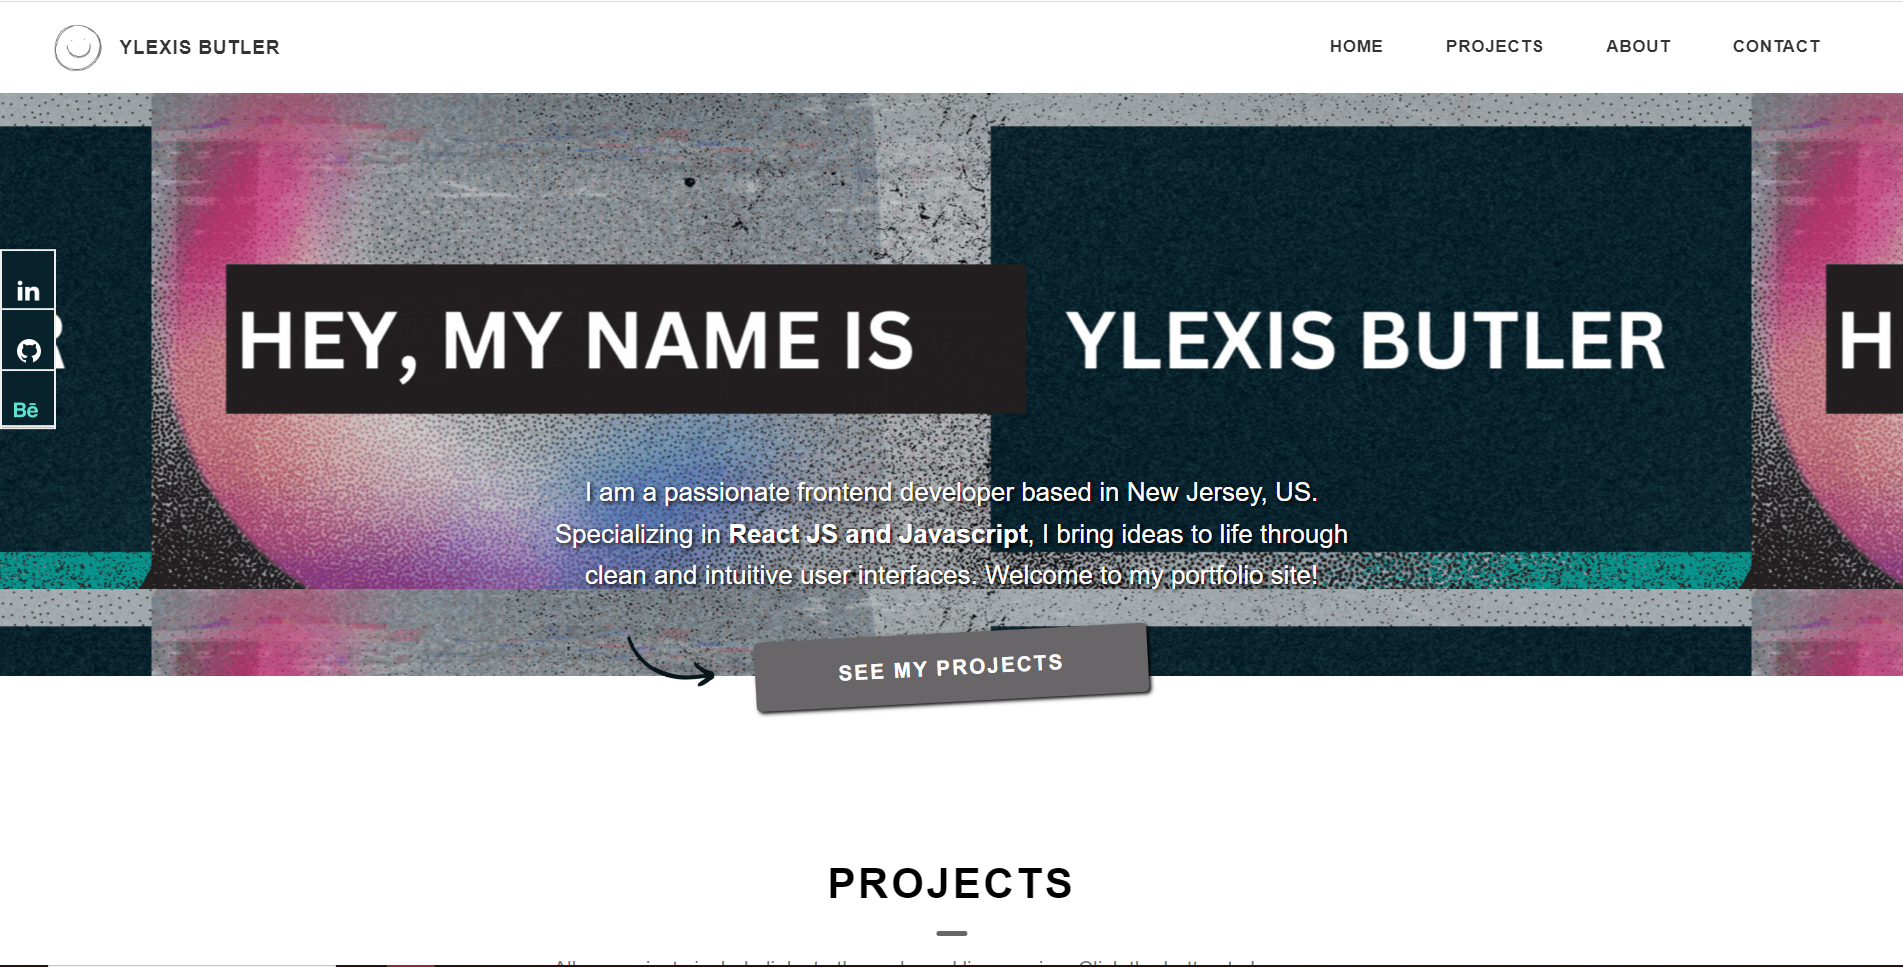 YLEXIS BUTLER
HOME PROJECTS ABOUT CONTACT
HEY, MY NAME IS YLEXIS BUTLER H
in
R
Bē
I am a passionate frontend developer based in New Jersey, US.
Specializing in React JS and Javascript, I bring ideas to life through
clean and intuitive user interfaces. Welcome to my portfolio site!
SEE MY PROJECTS
PROJECTS